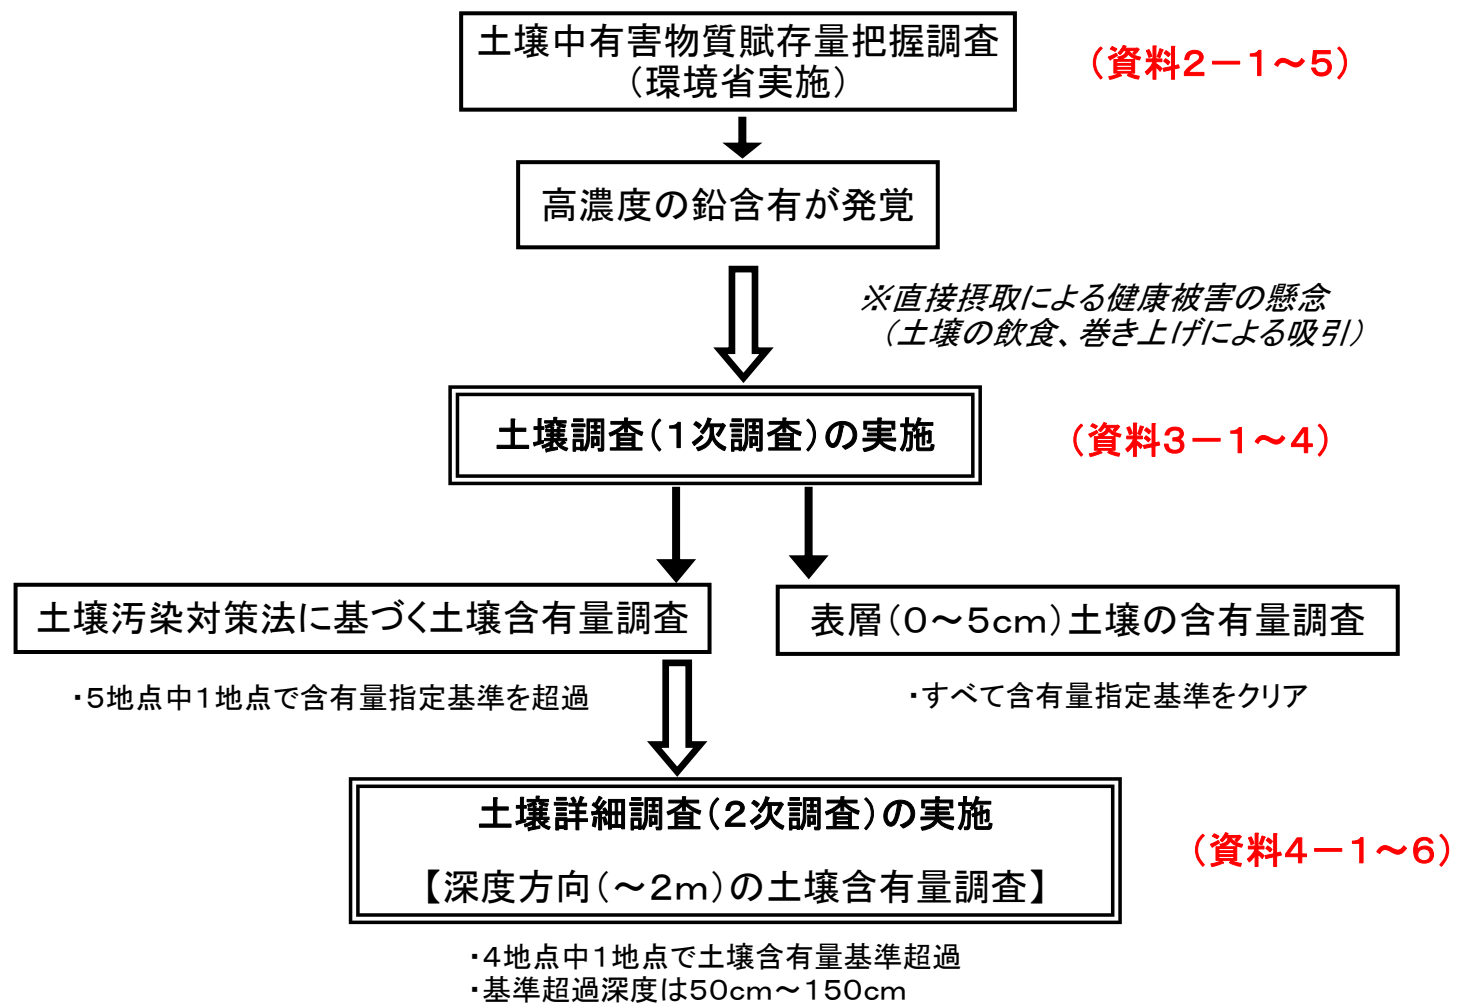 土壌中有害物質賦存量把握調査
（環境省実施）
（資料２－１～５）
高濃度の鉛含有が発覚
※直接摂取による健康被害の懸念
（土壌の飲食、巻き上げによる吸引）
土壌調査（１次調査）の実施
（資料３－１～４）
土壌汚染対策法に基づく土壌含有量調査
表層（０～５ｃｍ）土壌の含有量調査
・５地点中１地点で含有量指定基準を超過
・すべて含有量指定基準をクリア
土壌詳細調査（２次調査）の実施
【深度方向（～２ｍ）の土壌含有量調査】
（資料４－１～６）
・４地点中１地点で土壌含有量基準超過
・基準超過深度は５０ｃｍ～１５０ｃｍ